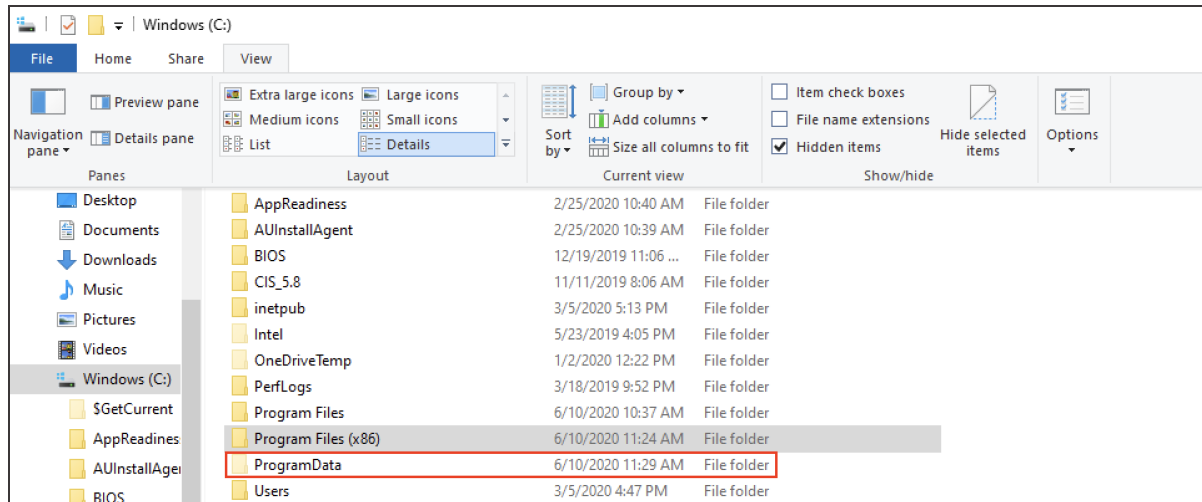 Windows (C:)
File Home Share View
Navigation pane
Preview pane
Details pane
Panes
Extra large icons Large icons
Medium icons Small icons
List Details
Layout
Sort by
Group by
Add columns
Size all columns to fit
Current view
Item check boxes
File name extensions
Hidden items
Hide selected items
Show/hide
Options
Desktop
Documents
Downloads
Music
Pictures
Videos
Windows (C:)
$GetCurrent
AppReadines
AUInstallAge
BIOS
AppReadiness 2/25/2020 10:40 AM File folder
AUInstallAgent 2/25/2020 10:39 AM File folder
BIOS 12/19/2019 11:06 ... File folder
CIS_5.8 11/11/2019 8:06 AM File folder
inetpub 3/5/2020 5:13 PM File folder
Intel 5/23/2019 4:05 PM File folder
OneDriveTemp 1/2/2020 12:22 PM File folder
PerfLogs 3/18/2019 9:52 PM File folder
Program Files 6/10/2020 10:37 AM File folder
Program Files (x86) 6/10/2020 11:24 AM File folder
ProgramData 6/10/2020 11:29 AM File folder
Users 3/5/2020 4:47 PM File folder